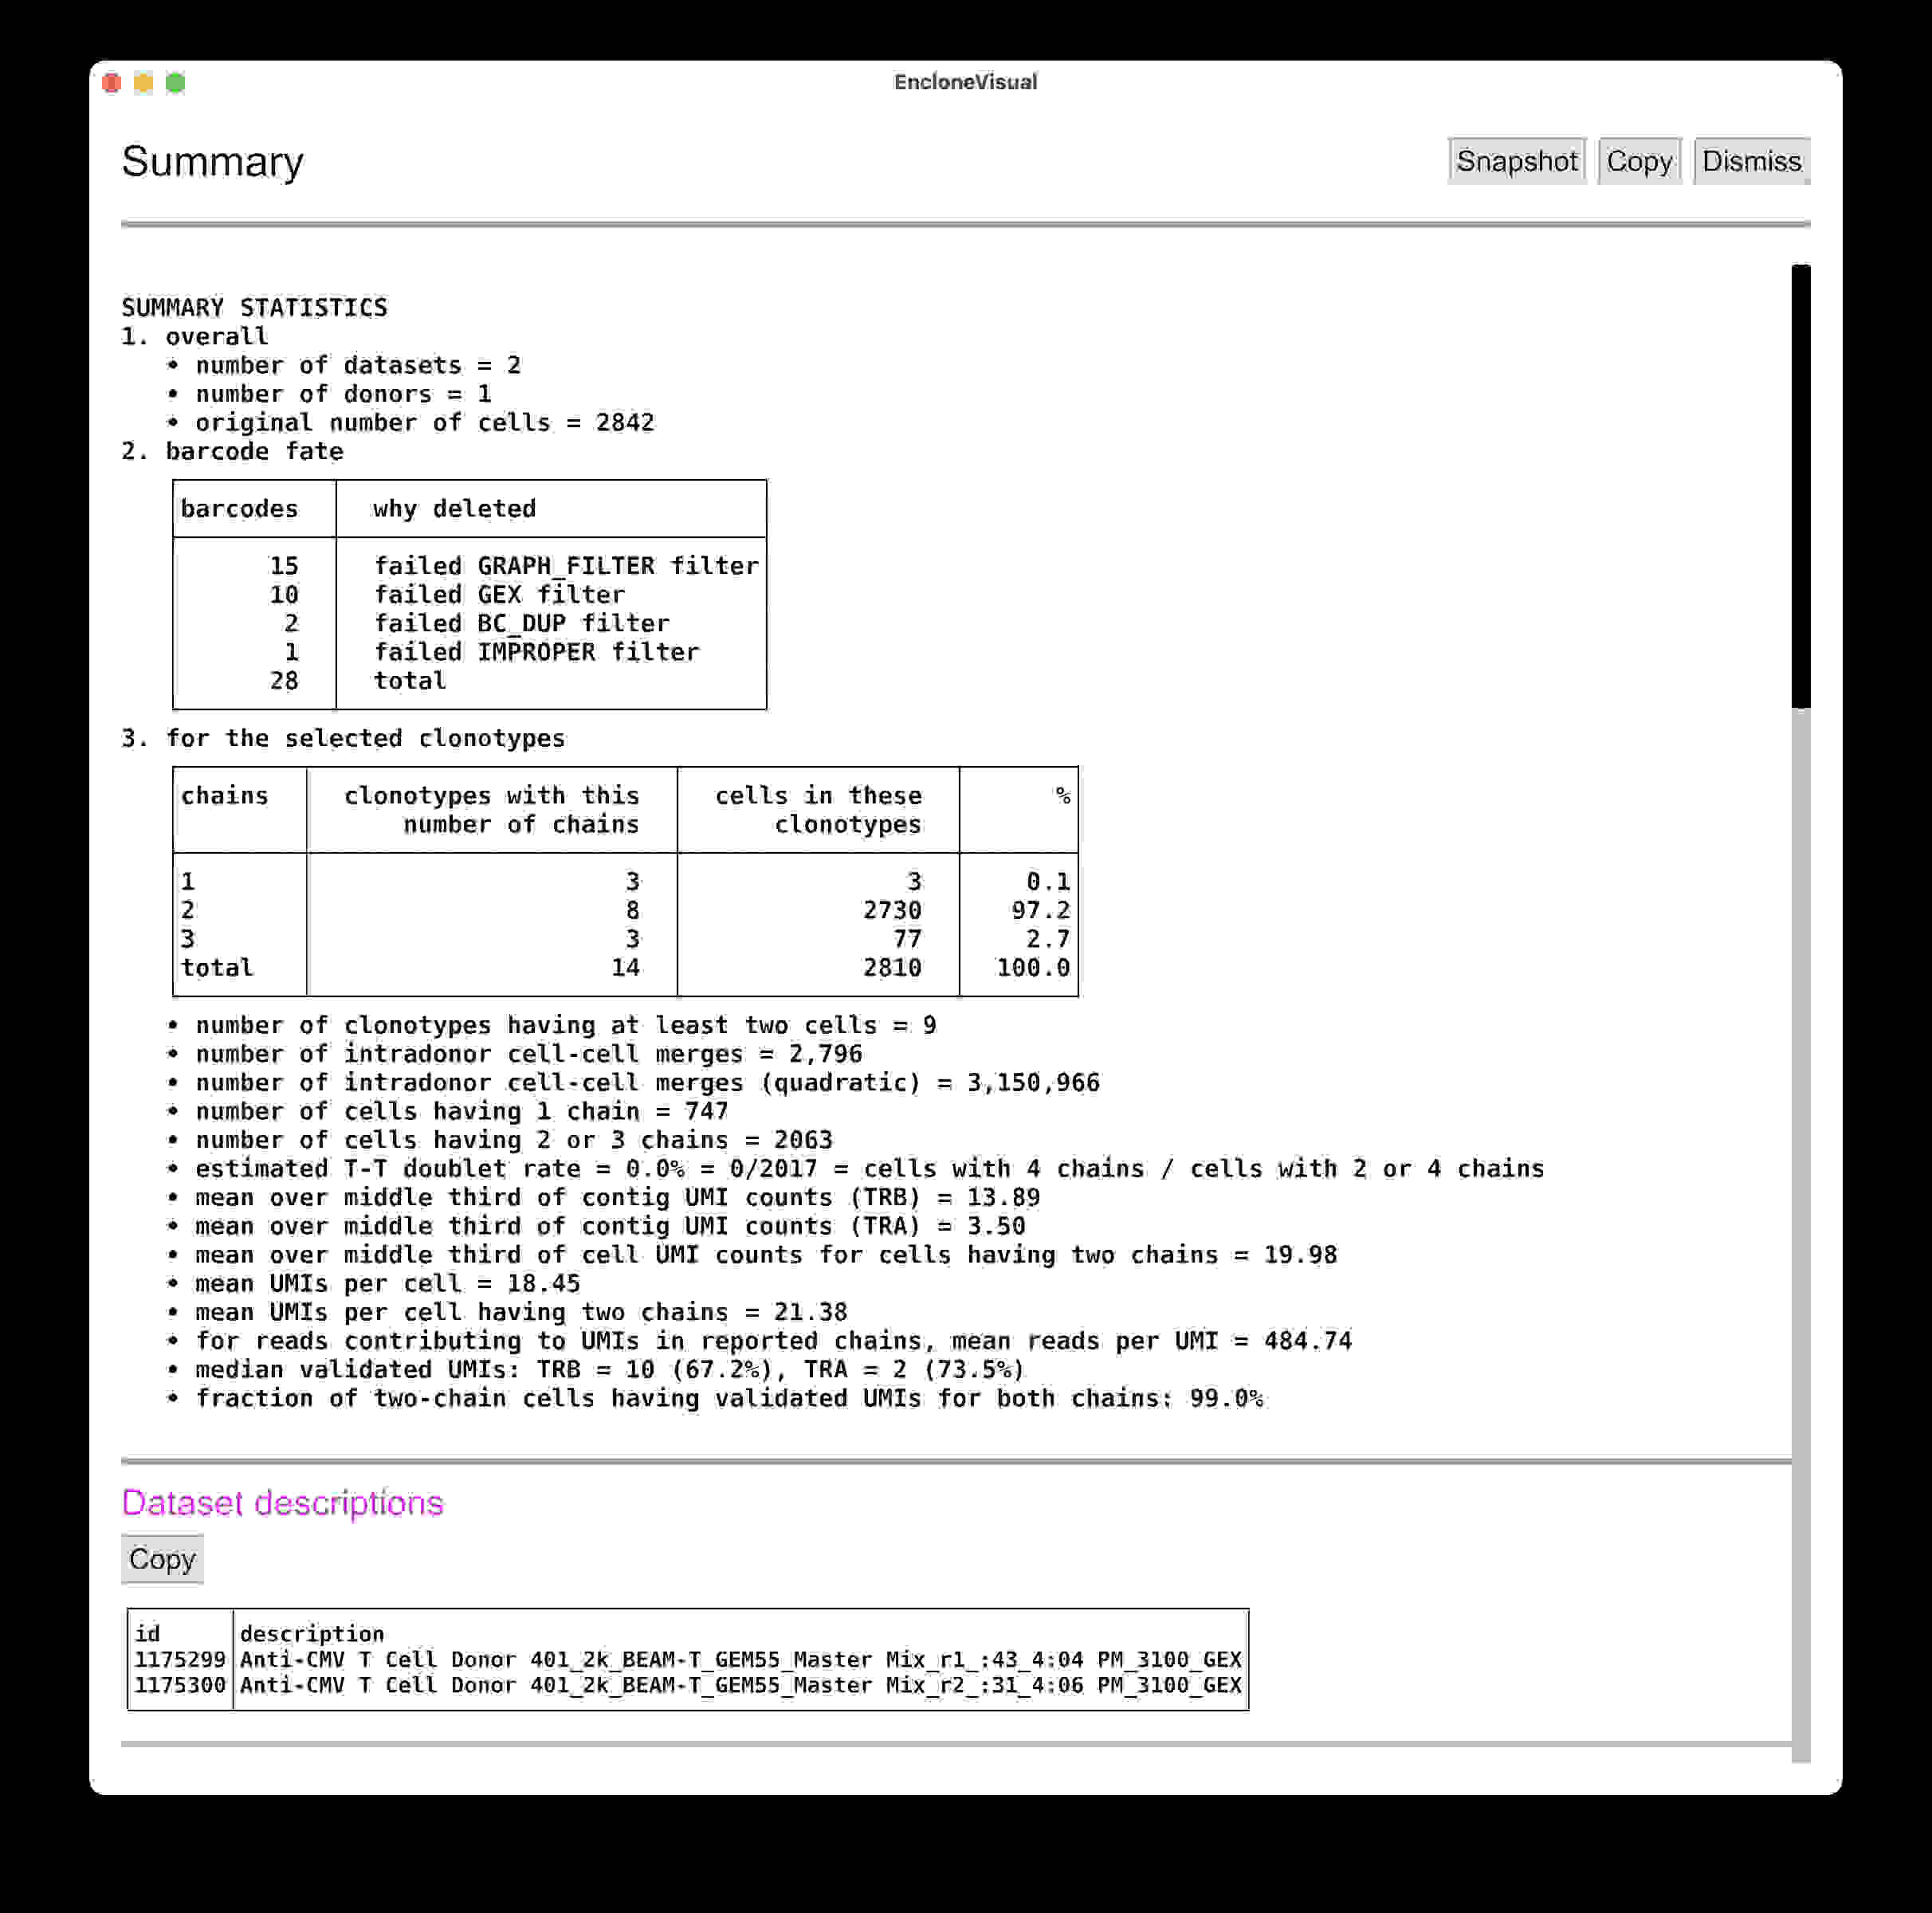 EncloneVisual
Summary
Snapshot Copy Dismiss
SUMMARY STATISTICS
1. overall
• number of datasets = 2
• number of donors = 1
• original number of cells = 2842
2. barcode fate
barcodes why deleted
15 failed GRAPH_FILTER filter
10 failed GEX filter
2 failed BC_DUP filter
1 failed IMPROPER filter
28 total
3. for the selected clonotypes
chains clonotypes with this cells in these %
number of chains clonotypes
1 3 3 0.1
2 8 2730 97.2
3 3 77 2.7
total 14 2810 100.0
• number of clonotypes having at least two cells = 9
• number of intradonor cell-cell merges = 2,796
• number of intradonor cell-cell merges (quadratic) = 3,150,966
• number of cells having 1 chain = 747
• number of cells having 2 or 3 chains = 2063
• estimated T-T doublet rate = 0.0% = 0/2017 = cells with 4 chains / cells with 2 or 4 chains
• mean over middle third of contig UMI counts (TRB) = 13.89
• mean over middle third of contig UMI counts (TRA) = 3.50
• mean over middle third of cell UMI counts for cells having two chains = 19.98
• mean UMIs per cell = 18.45
• mean UMIs per cell having two chains = 21.38
• for reads contributing to UMIs in reported chains, mean reads per UMI = 484.74
• median validated UMIs: TRB = 10 (67.2%), TRA = 2 (73.5%)
• fraction of two-chain cells having validated UMIs for both chains: 99.0%
Dataset descriptions
Copy
id description
1175299 Anti-CMV T Cell Donor 401_2k_BEAM-T_GEM55_Master Mix_r1_:43_4:04 PM_3100_GEX
1175300 Anti-CMV T Cell Donor 401_2k_BEAM-T_GEM55_Master Mix_r2_:31_4:06 PM_3100_GEX